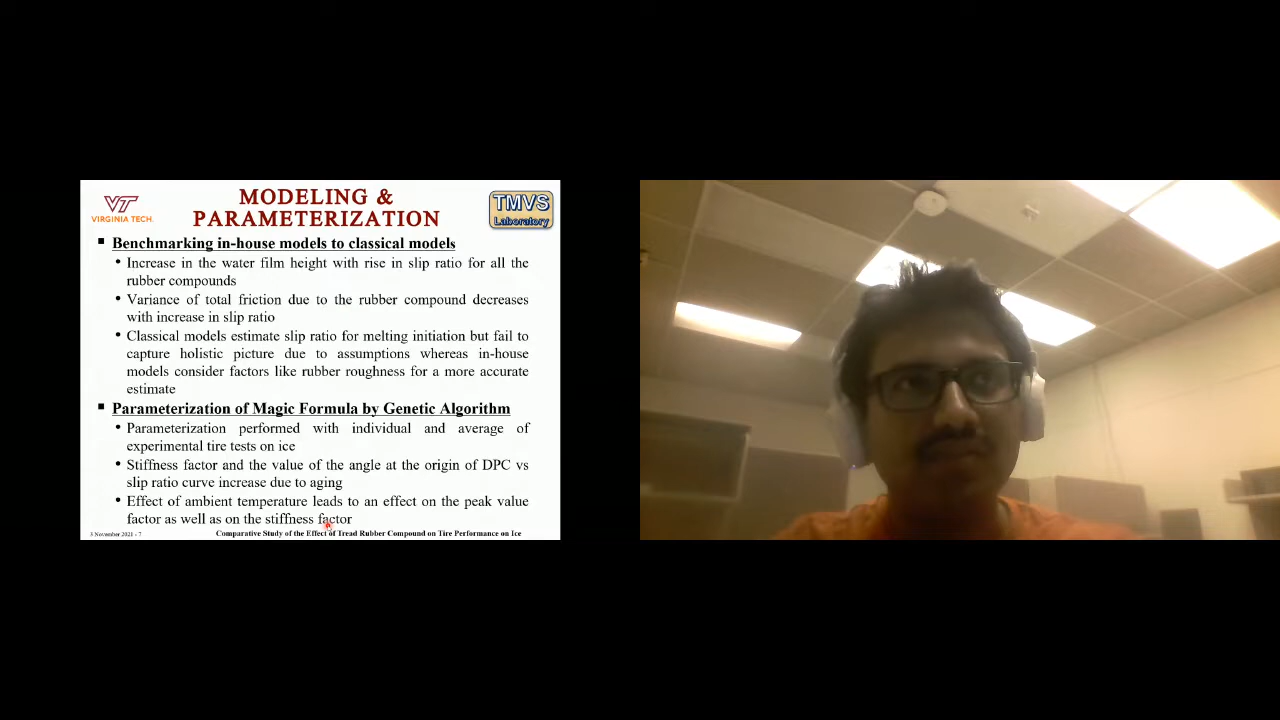 VIRGINIA TECH
MODELING &
PARAMETERIZATION
TMVS
Laboratory
▪ Benchmarking in-house models to classical models
• Increase in the water film height with rise in slip ratio for all the
rubber compounds
• Variance of total friction due to the rubber compound decreases
with increase in slip ratio
• Classical models estimate slip ratio for melting initiation but fail to
capture holistic picture due to assumptions whereas in-house
models consider factors like rubber roughness for a more accurate
estimate
▪ Parameterization of Magic Formula by Genetic Algorithm
• Parameterization performed with individual and average of
experimental tire tests on ice
• Stiffness factor and the value of the angle at the origin of DPC vs
slip ratio curve increase due to aging
• Effect of ambient temperature leads to an effect on the peak value
factor as well as on the stiffness factor
3 November 2021 - 7
Comparative Study of the Effect of Tread Rubber Compound on Tire Performance on Ice